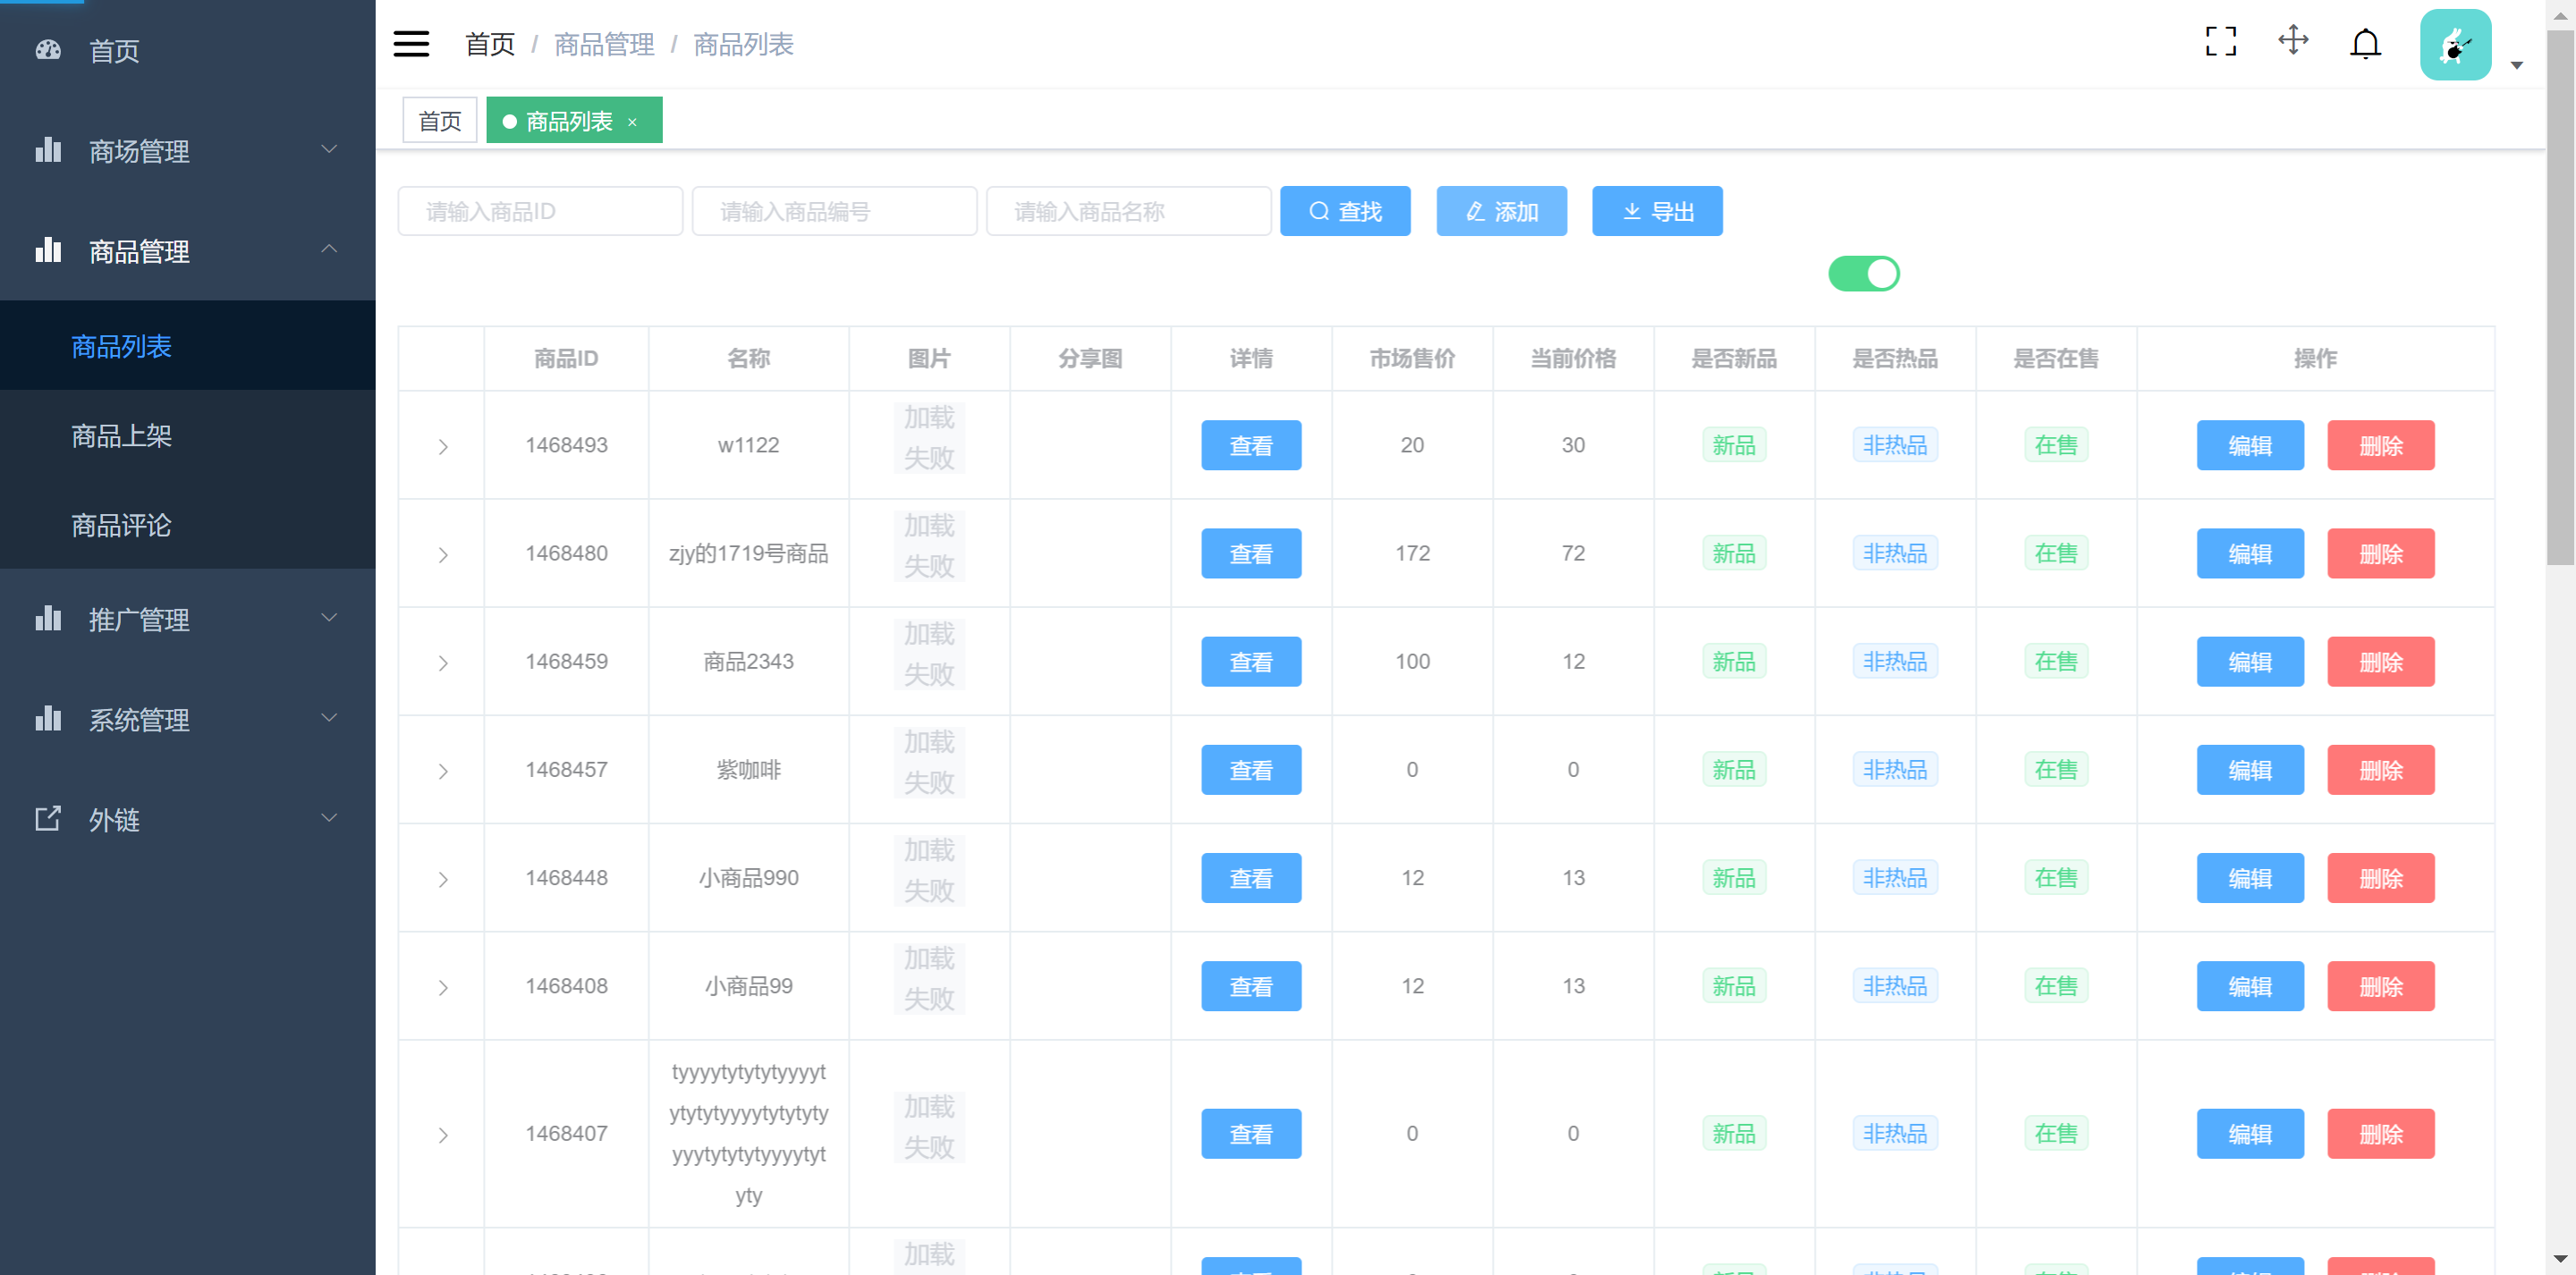 首页
商场管理
商品管理
商品列表
商品上架
商品评论
推广管理
系统管理
外链
首页 / 商品管理 / 商品列表
首页 商品列表 ×
请输入商品ID 请输入商品编号 请输入商品名称 查找 添加 导出
商品ID 名称 图片 分享图 详情 市场售价 当前价格 是否新品 是否热品 是否在售 操作
1468493 w1122 加载失败 查看 20 30 新品 非热品 在售 编辑 删除
1468480 zjy的1719号商品 加载失败 查看 172 72 新品 非热品 在售 编辑 删除
1468459 商品2343 加载失败 查看 100 12 新品 非热品 在售 编辑 删除
1468457 紫咖啡 加载失败 查看 0 0 新品 非热品 在售 编辑 删除
1468448 小商品990 加载失败 查看 12 13 新品 非热品 在售 编辑 删除
1468408 小商品99 加载失败 查看 12 13 新品 非热品 在售 编辑 删除
1468407 tyyyytytytytyyyyt
ytytytyyyytytytyty
yyytytytytyyyytyt
yty 加载失败 查看 0 0 新品 非热品 在售 编辑 删除
加载